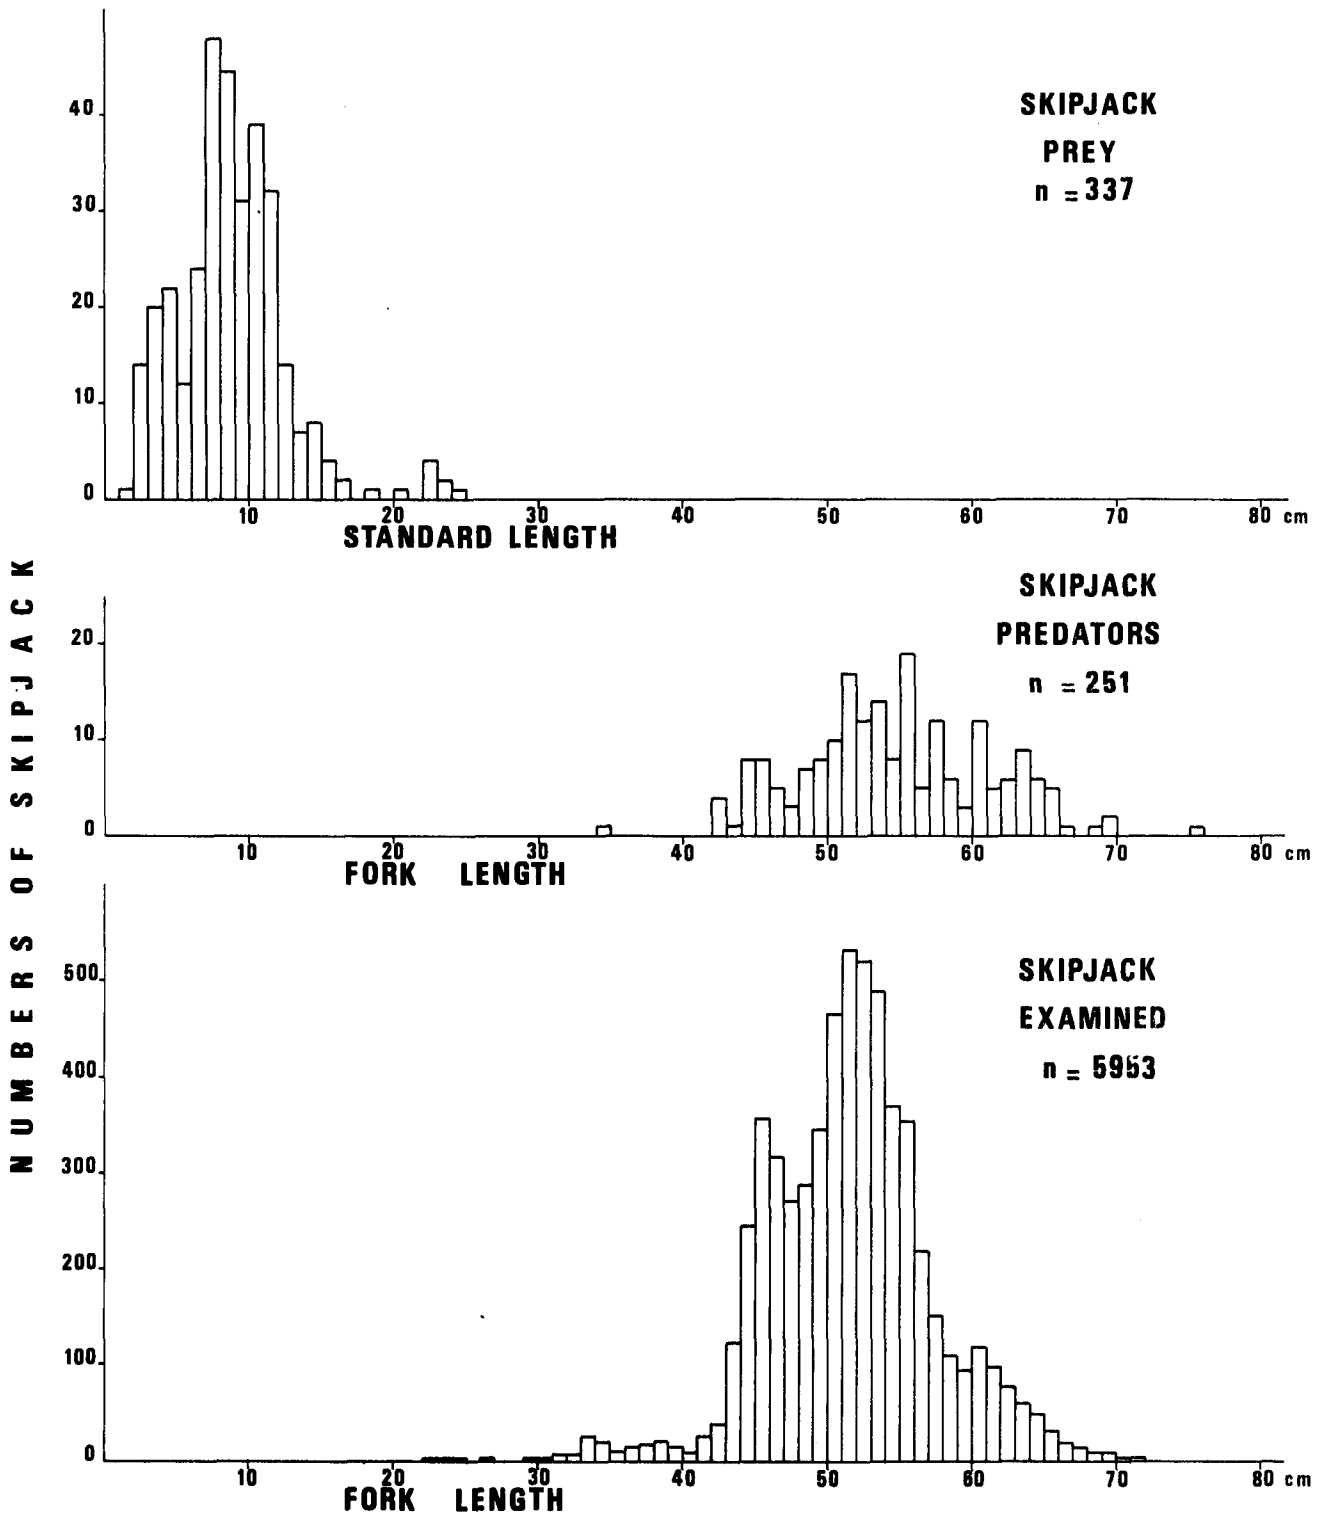 40
30
20
10
0
SKIPJACK
PREY
n = 337
10 20 30 40 50 60 70 80 cm
STANDARD LENGTH
NUMBERS OF SKIPJACK
20
10
0
SKIPJACK
PREDATORS
n = 251
10 20 30 40 50 60 70 80 cm
FORK LENGTH
500
400
300
200
100
0
SKIPJACK
EXAMINED
n = 5953
10 20 30 40 50 60 70 80 cm
FORK LENGTH